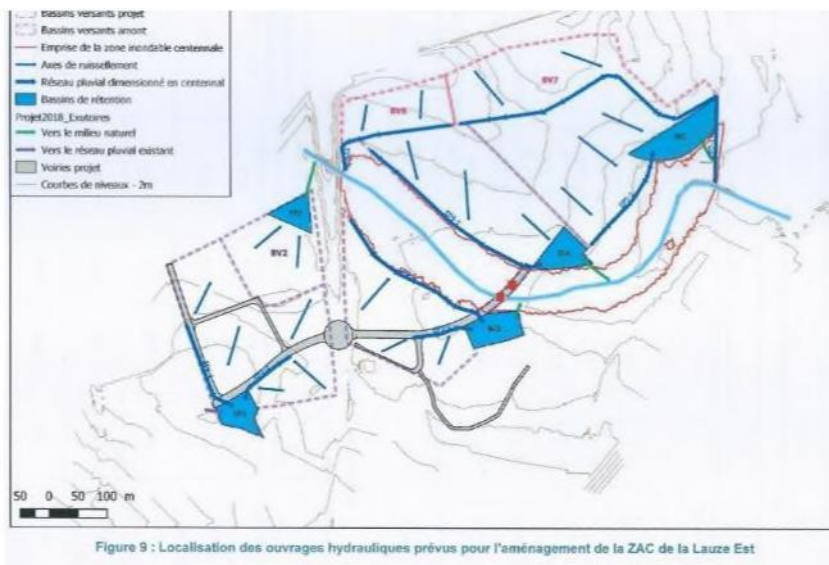 Bassins versants projet
Bassins versants amont
Emprise de la zone inondable centennale
Axes de ruissellement
Réseau pluvial dimensionné en centennal
Bassins de rétention
Projet2018_Exutoires
Vers le milieu naturel
Vers le réseau pluvial existant
Voiries projet
Courbes de niveaux - 2m
BV7
BV6
BV2
50 0 50 100 m
Figure 9 : Localisation des ouvrages hydrauliques prévus pour l'aménagement de la ZAC de la Lauze Est